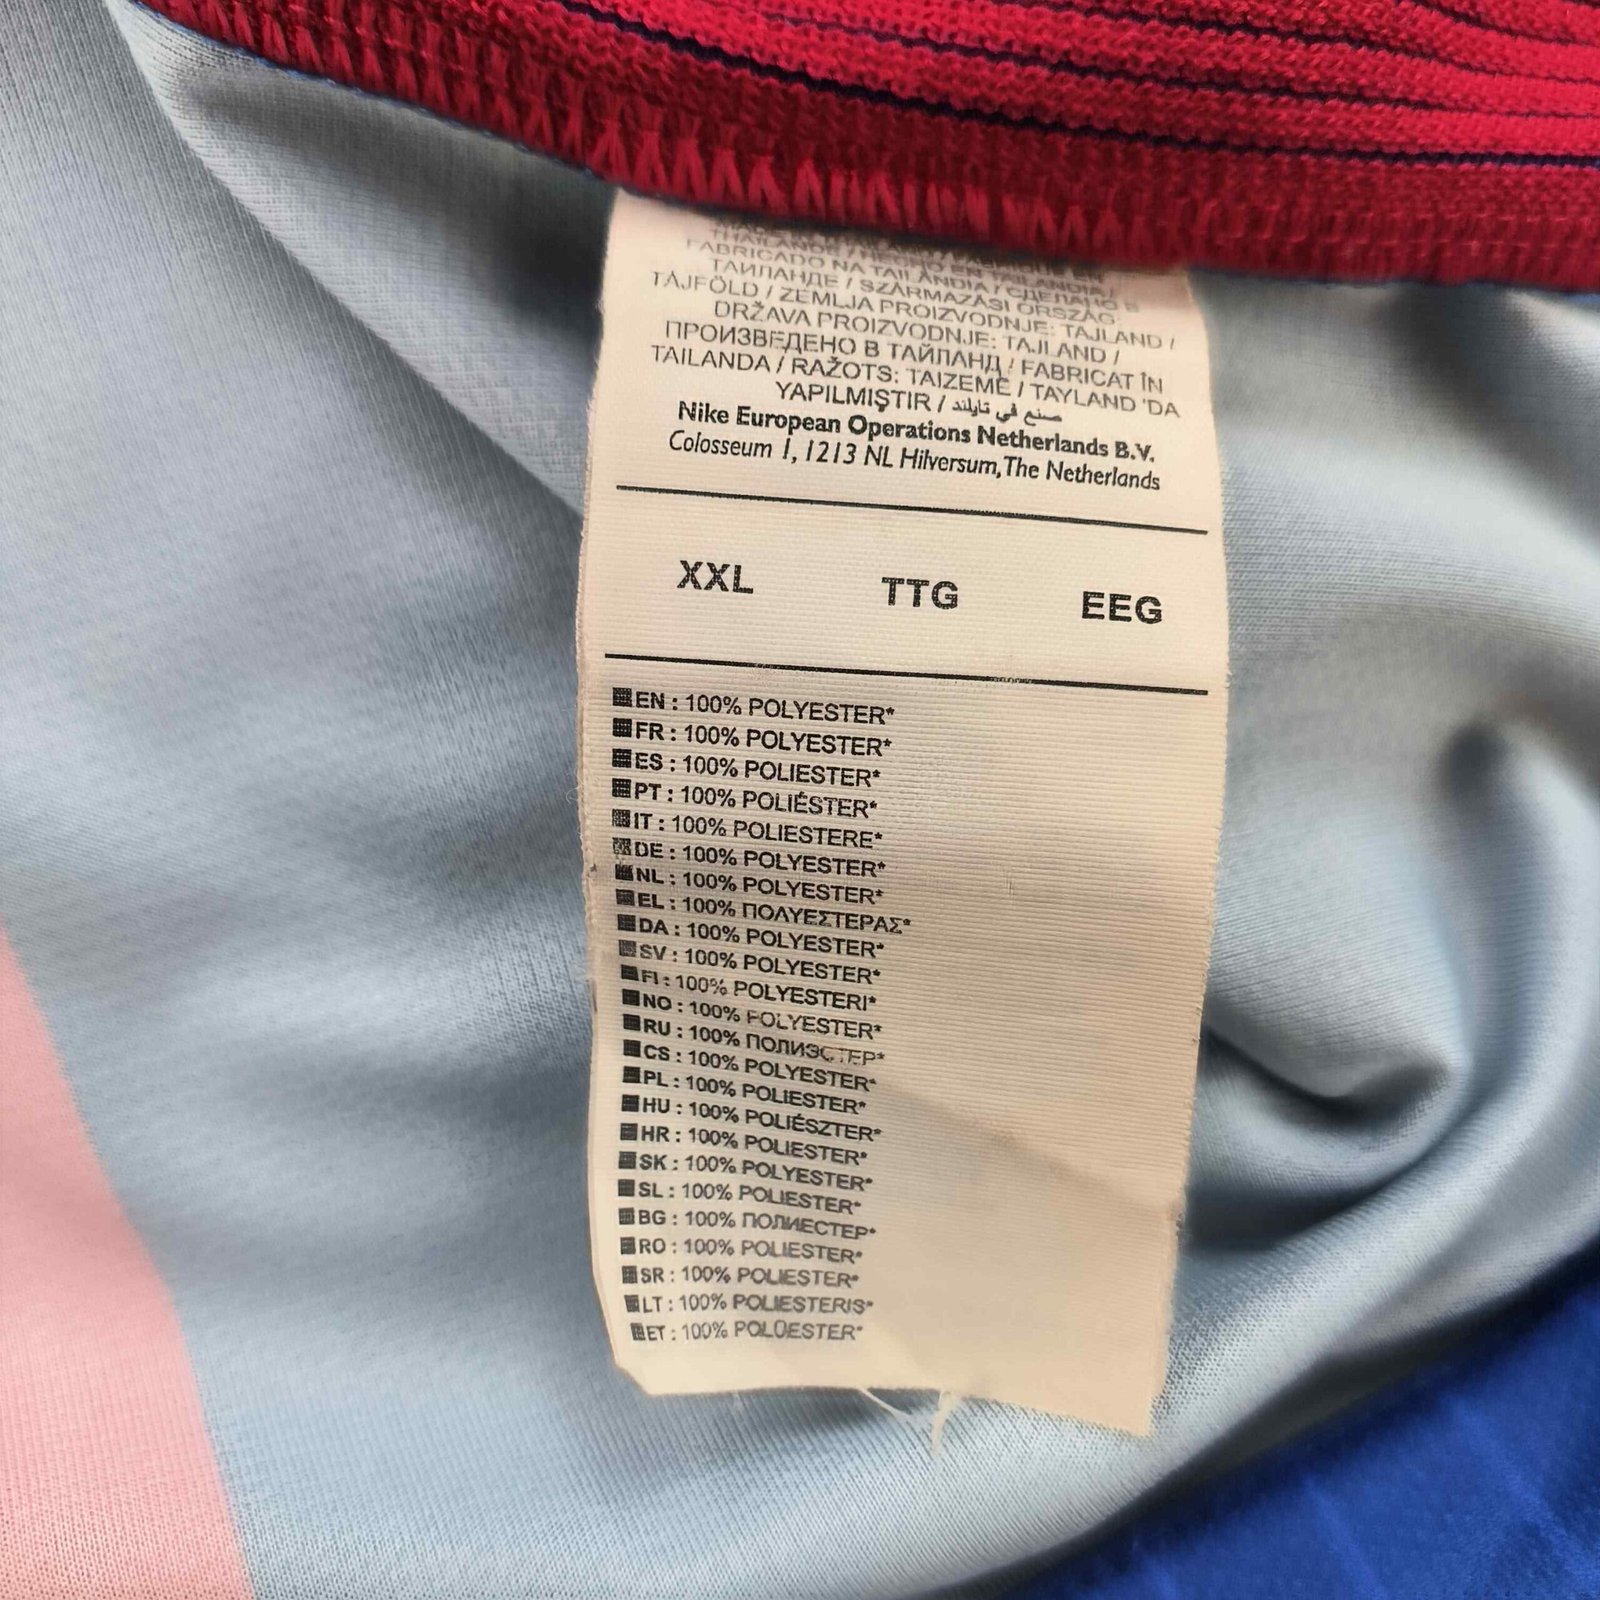 THAILANDE / HECHO EN TAILANDIA /
FABRICADO NA TAILÂNDIA / СДЕЛАНО В
ТАИЛАНДЕ / SZÁRMAZÁSI ORSZÁG:
TÁJFÖLD / ZEMLJA PROIZVODNJE: TAJLAND /
DRŽAVA PROIZVODNJE: TAJLAND /
ПРОИЗВЕДЕНО В ТАЙЛАНД / FABRICAT ÎN
TAILANDA / RAŽOTS: TAIZEMĒ / TAYLAND 'DA
YAPILMIŞTIR / صنع في تايلند
Nike European Operations Netherlands B.V.
Colosseum 1, 1213 NL Hilversum, The Netherlands
XXL TTG EEG
EN : 100% POLYESTER*
FR : 100% POLYESTER*
ES : 100% POLIESTER*
PT : 100% POLIÉSTER*
IT : 100% POLIESTERE*
DE : 100% POLYESTER*
NL : 100% POLYESTER*
EL : 100% ΠΟΛΥΕΣΤΕΡΑΣ*
DA : 100% POLYESTER*
SV : 100% POLYESTER*
FI : 100% POLYESTERI*
NO : 100% POLYESTER*
RU : 100% ПОЛИЭСТЕР*
CS : 100% POLYESTER*
PL : 100% POLIESTER*
HU : 100% POLIÉSZTER*
HR : 100% POLIESTER*
SK : 100% POLYESTER*
SL : 100% POLIESTER*
BG : 100% ПОЛИЕСТЕР*
RO : 100% POLIESTER*
SR : 100% POLIESTER*
LT : 100% POLIESTERIS*
ET : 100% POLÜESTER*